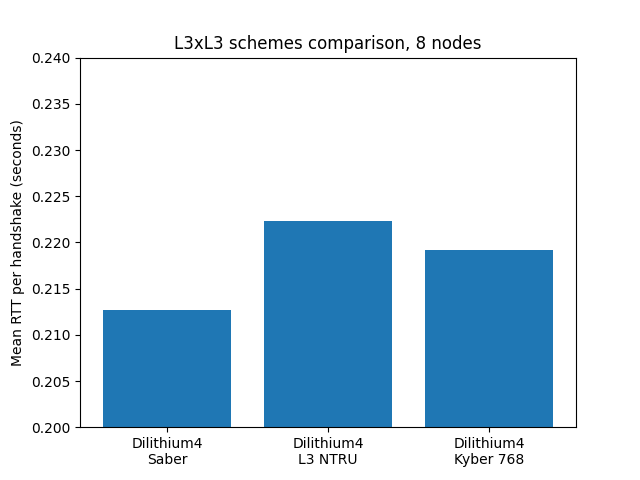 L3xL3 schemes comparison, 8 nodes
Mean RTT per handshake (seconds)
0.240
0.235
0.230
0.225
0.220
0.215
0.210
0.205
0.200
Dilithium4
Saber
Dilithium4
L3 NTRU
Dilithium4
Kyber 768